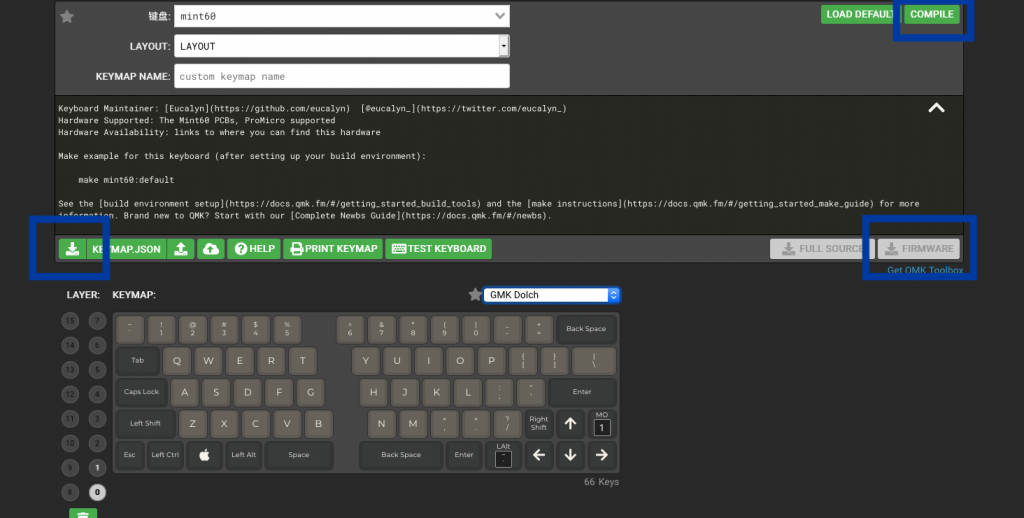 键盘: mint60 LOAD DEFAULT COMPILE
LAYOUT: LAYOUT
KEYMAP NAME: custom keymap name
Keyboard Maintainer: [Eucalyn](https://github.com/eucalyn)  [@eucalyn_](https://twitter.com/eucalyn_)
Hardware Supported: The Mint60 PCBs, ProMicro supported
Hardware Availability: links to where you can find this hardware
Make example for this keyboard (after setting up your build environment):
make mint60:default
See the [build environment setup](https://docs.qmk.fm/#/getting_started_build_tools) and the [make instructions](https://docs.qmk.fm/#/getting_started_make_guide) for more
information. Brand new to QMK? Start with our [Complete Newbs Guide](https://docs.qmk.fm/#/newbs).
KEYMAP.JSON HELP PRINT KEYMAP TEST KEYBOARD FULL SOURCE FIRMWARE
Get QMK Toolbox
LAYER: KEYMAP: GMK Dolch
15 7 ~ ! @ # $ % ^ & * ( ) _ +
` 1 2 3 4 5 6 7 8 9 0 - = Back Space
14 6 Tab Q W E R T Y U I O P { } |
[ ] \
13 5
12 4 Caps Lock A S D F G H J K L : " Enter
; '
11 3 Left Shift Z X C V B N M < > ? Right Shift MO
, . / 1
10 2
9 1 Esc Left Ctrl Left Alt Space Back Space Enter LAlt
8 0
66 Keys